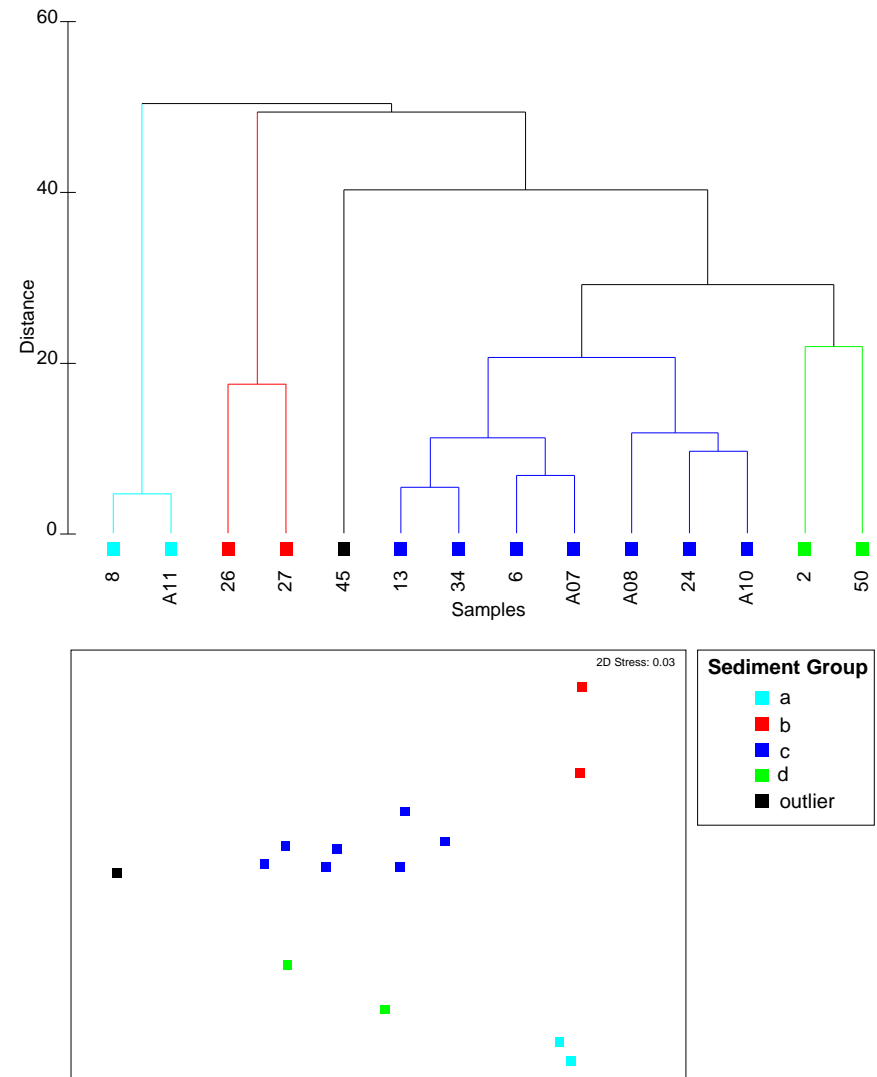 60
40
20
0
Distance
8
A11
26
27
45
13
34
6
A07
A08
24
A10
2
50
Samples
2D Stress: 0.03
Sediment Group
a
b
c
d
outlier